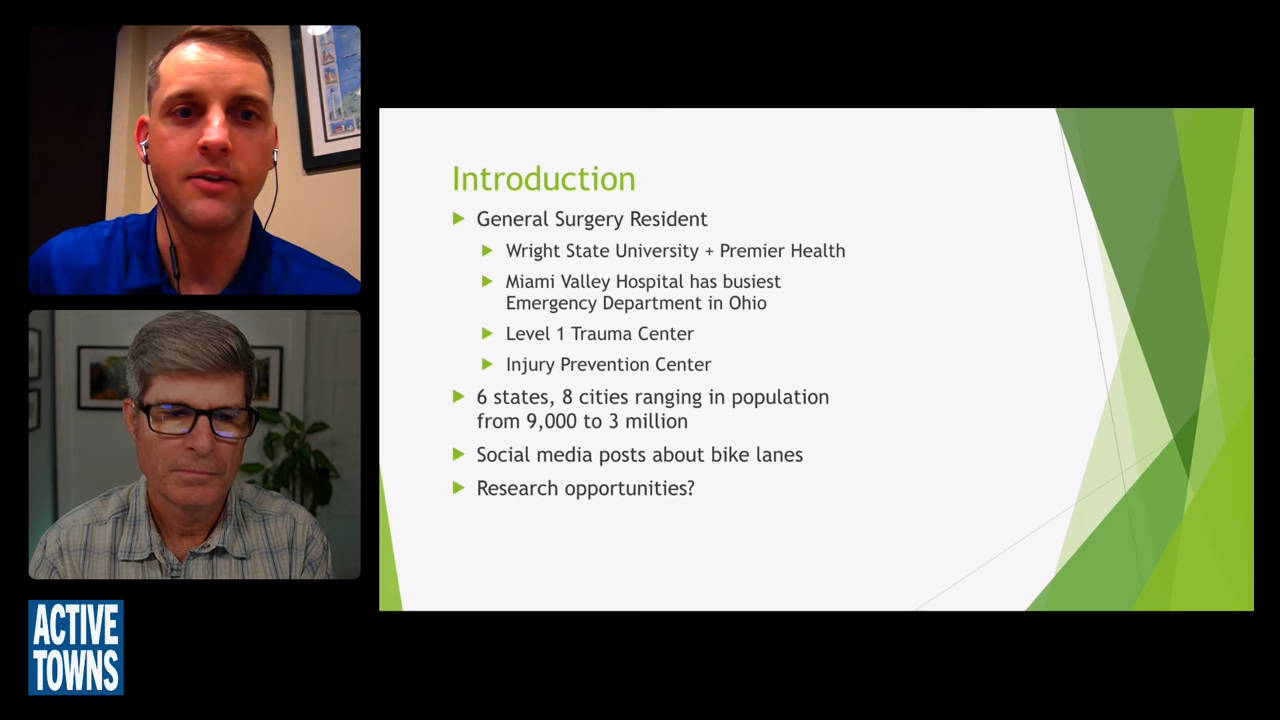 Introduction
General Surgery Resident
Wright State University + Premier Health
Miami Valley Hospital has busiest
Emergency Department in Ohio
Level 1 Trauma Center
Injury Prevention Center
6 states, 8 cities ranging in population
from 9,000 to 3 million
Social media posts about bike lanes
Research opportunities?
ACTIVE
TOWNS